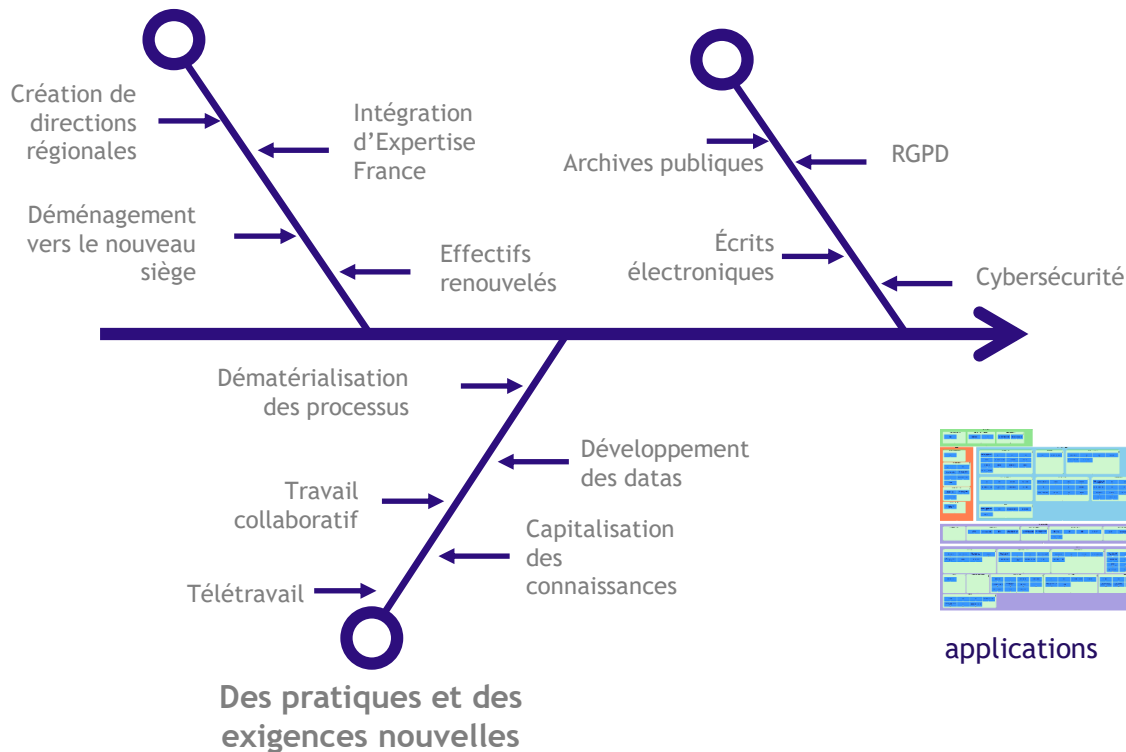 Création de
directions
régionales
Intégration
d’Expertise
France
Déménagement
vers le nouveau
siège
Effectifs
renouvelés
Archives publiques
RGPD
Écrits
électroniques
Cybersécurité
Dématérialisation
des processus
Développement
des datas
Travail
collaboratif
Capitalisation
des
connaissances
Télétravail
Des pratiques et des
exigences nouvelles
applications